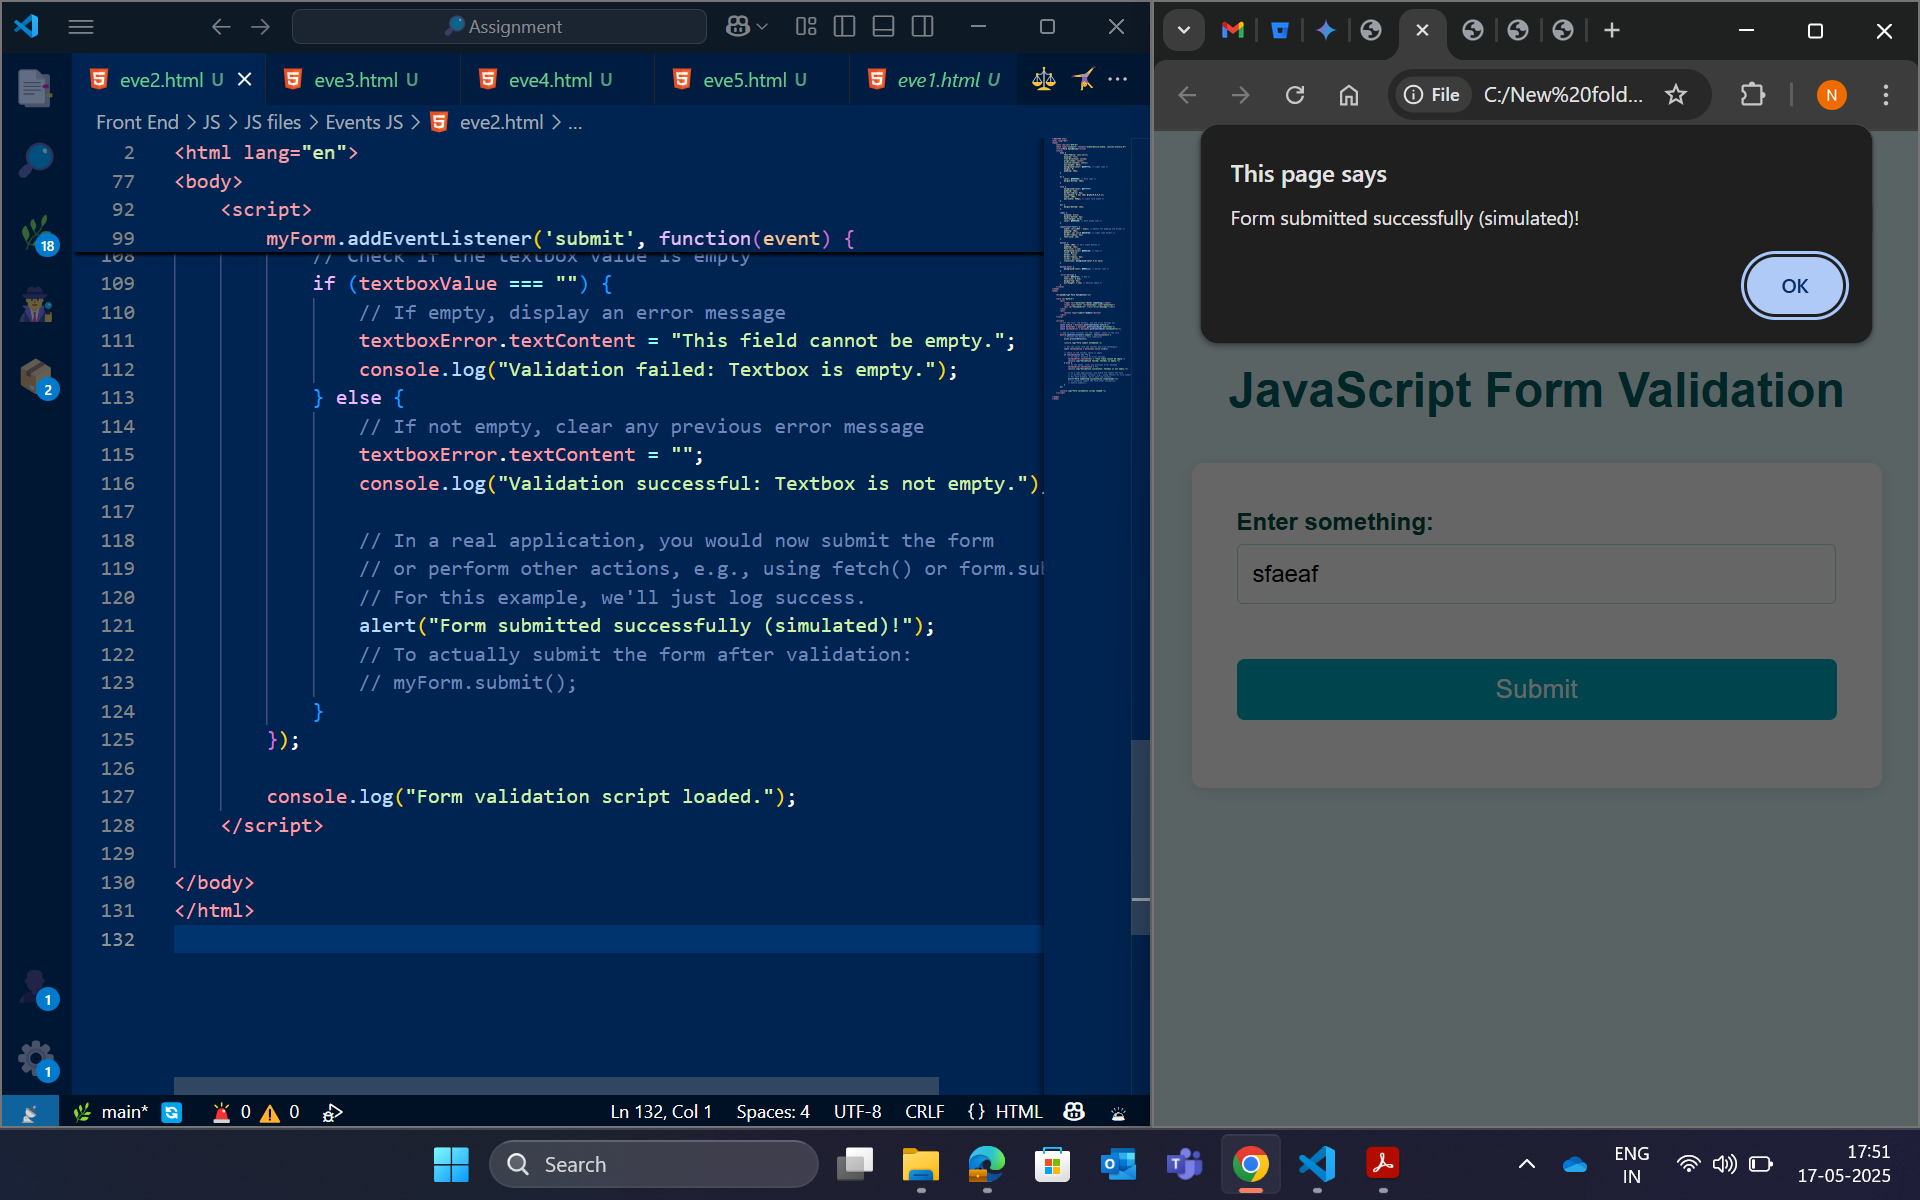 Assignment
eve2.html U
eve3.html U
eve4.html U
eve5.html U
eve1.html U
Front End > JS > JS files > Events JS > eve2.html > ...
2 <html lang="en">
77 <body>
92 <script>
99 myForm.addEventListener('submit', function(event) {
108 // Check if the textbox value is empty
109 if (textboxValue === "") {
110 // If empty, display an error message
111 textboxError.textContent = "This field cannot be empty.";
112 console.log("Validation failed: Textbox is empty.");
113 } else {
114 // If not empty, clear any previous error message
115 textboxError.textContent = "";
116 console.log("Validation successful: Textbox is not empty.")
117
118 // In a real application, you would now submit the form
119 // or perform other actions, e.g., using fetch() or form.sub
120 // For this example, we'll just log success.
121 alert("Form submitted successfully (simulated)!");
122 // To actually submit the form after validation:
123 // myForm.submit();
124 }
125 });
126
127 console.log("Form validation script loaded.");
128 </script>
129
130 </body>
131 </html>
132
18
2
1
1
main*
0
0
Ln 132, Col 1
Spaces: 4
UTF-8
CRLF
{} HTML
File
C:/New%20fold...
N
This page says
Form submitted successfully (simulated)!
OK
JavaScript Form Validation
Enter something:
sfaeaf
Submit
Search
ENG
IN
17:51
17-05-2025